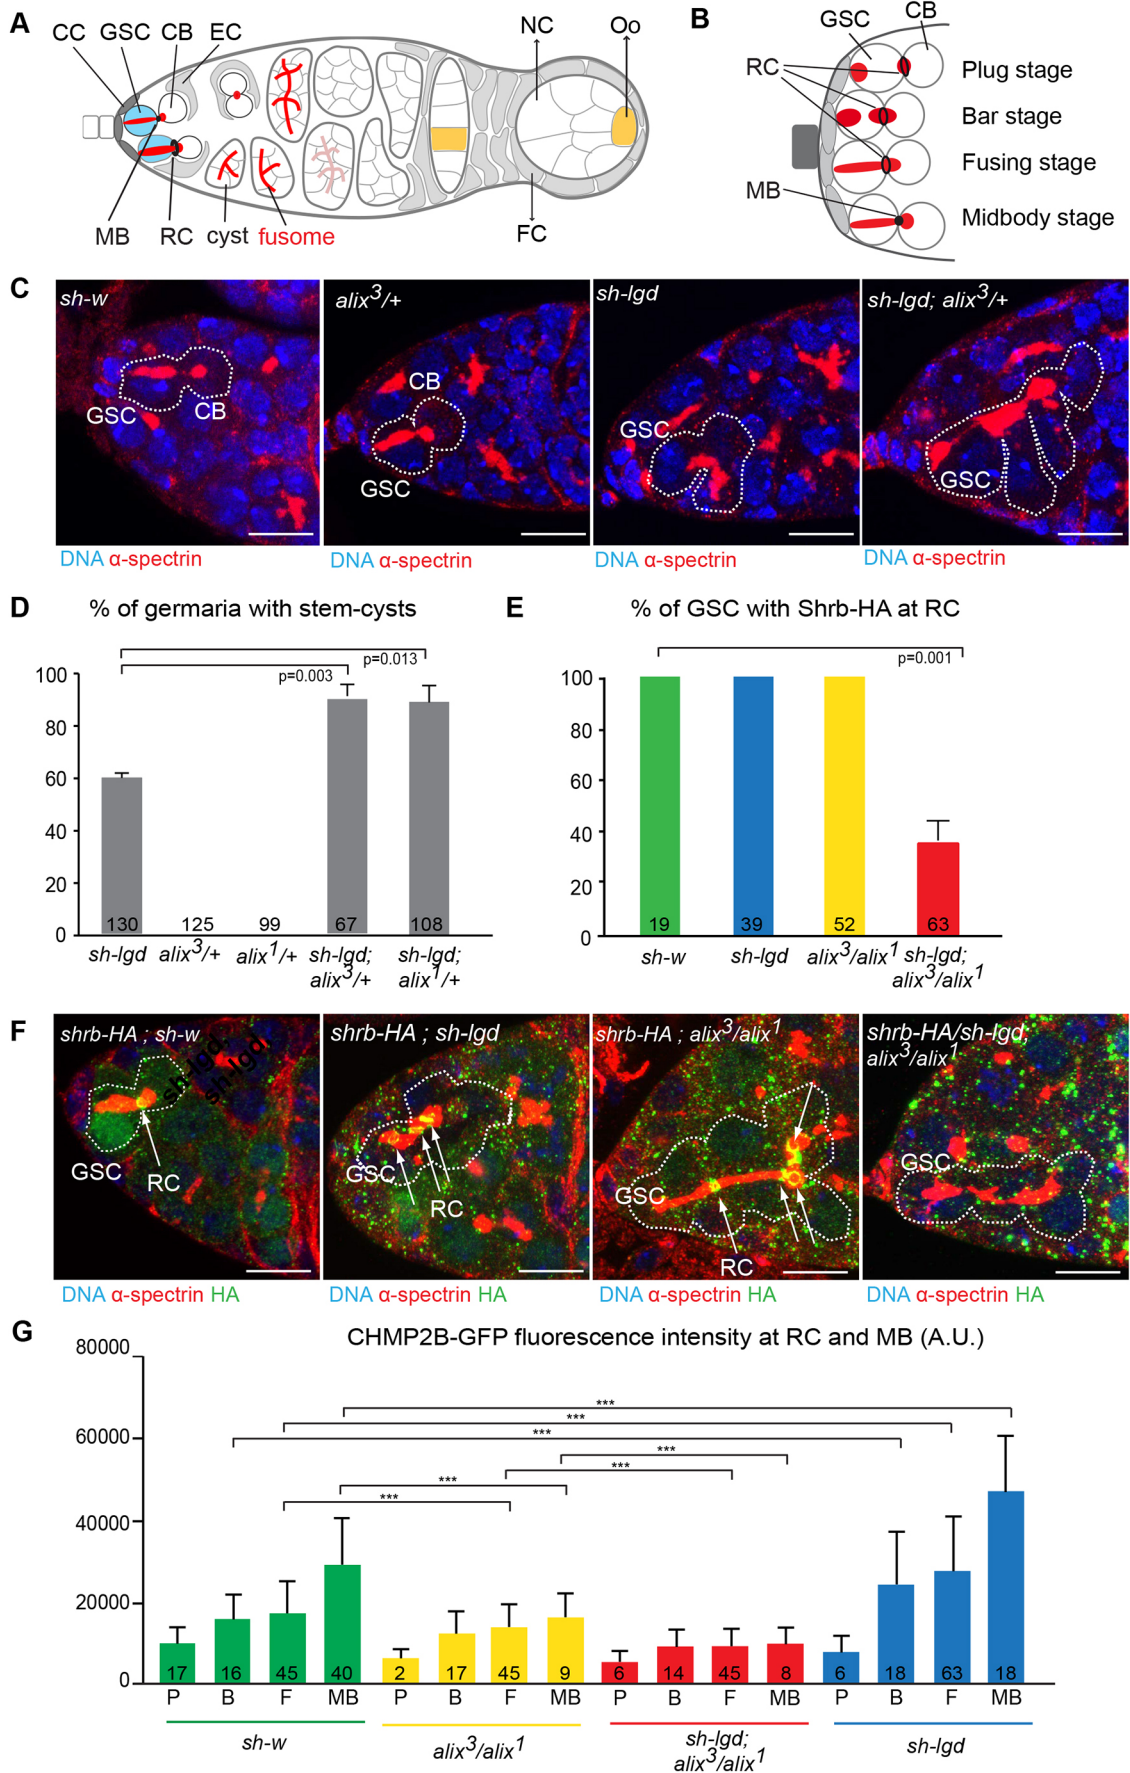 A
CC GSC CB EC
NC Oo
MB RC cyst fusome
FC
B
GSC CB
RC
Plug stage
Bar stage
Fusing stage
MB
Midbody stage
C
sh-w
GSC
CB
DNA α-spectrin
alix³/+
CB
GSC
DNA α-spectrin
sh-lgd
GSC
DNA α-spectrin
sh-lgd; alix³/+
GSC
DNA α-spectrin
D
% of germaria with stem-cysts
p=0.013
p=0.003
100
80
60
40
20
0
130 125 99 67 108
sh-lgd alix³/+ alix¹/+ sh-lgd; alix³/+ sh-lgd; alix¹/+
E
% of GSC with Shrb-HA at RC
p=0.001
100
80
60
40
20
0
19 39 52 63
sh-w sh-lgd alix³/alix¹ sh-lgd; alix³/alix¹
F
shrb-HA ; sh-w
sh-lgd;
sh-lgd;
GSC
RC
DNA α-spectrin HA
shrb-HA ; sh-lgd
GSC
RC
DNA α-spectrin HA
shrb-HA ; alix³/alix¹
GSC
RC
DNA α-spectrin HA
shrb-HA/sh-lgd;
alix³/alix¹
GSC
DNA α-spectrin HA
G
CHMP2B-GFP fluorescence intensity at RC and MB (A.U.)
80000
60000
40000
20000
0
***
***
***
***
***
***
***
17 16 45 40 2 17 45 9 6 14 45 8 6 18 63 18
P B F MB P B F MB P B F MB P B F MB
sh-w alix³/alix¹ sh-lgd; alix³/alix¹ sh-lgd